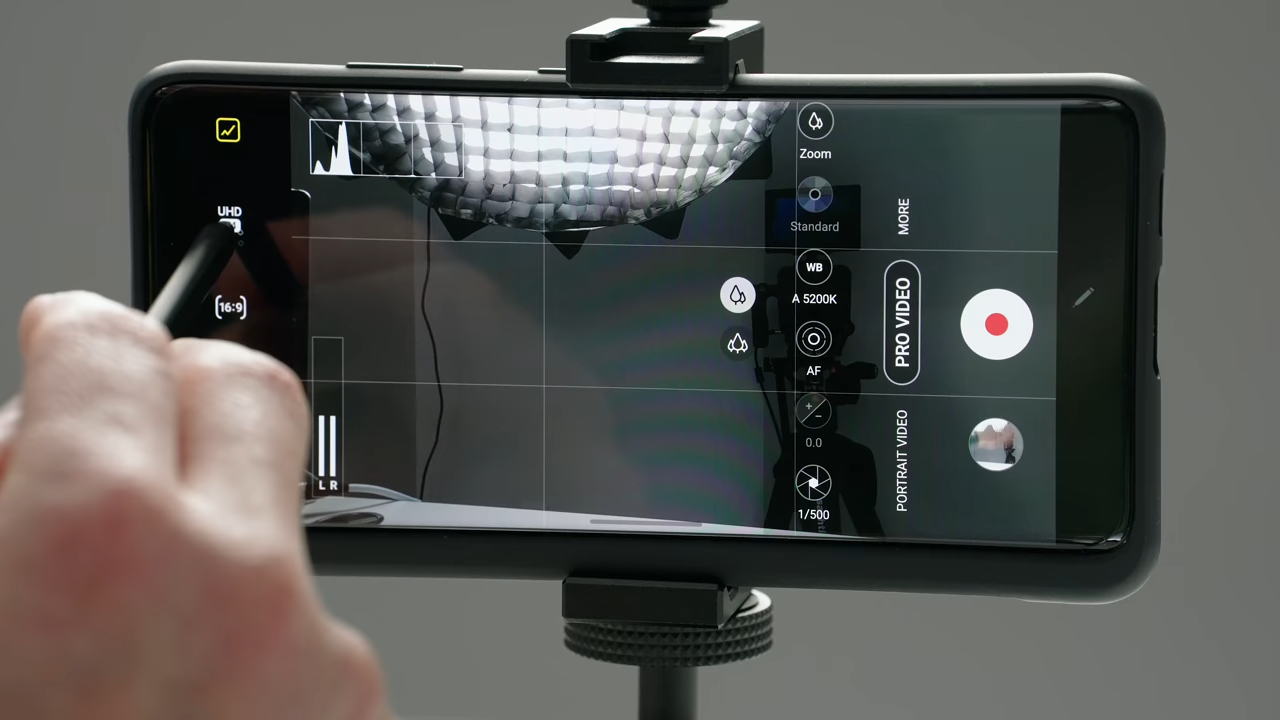 UHD
16:9
L R
Zoom
Standard
WB
A 5200K
AF
0.0
1/500
MORE
PRO VIDEO
PORTRAIT VIDEO